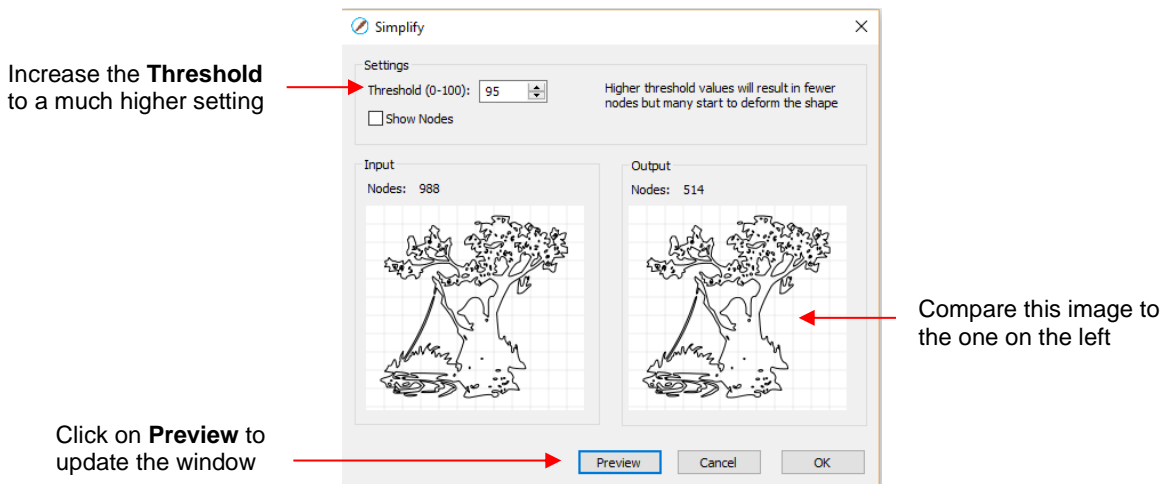 Simplify
Increase the Threshold
to a much higher setting
Settings
Threshold (0-100): 95
Show Nodes
Higher threshold values will result in fewer
nodes but many start to deform the shape
Input
Nodes: 988
Output
Nodes: 514
Compare this image to
the one on the left
Click on Preview to
update the window
Preview
Cancel
OK